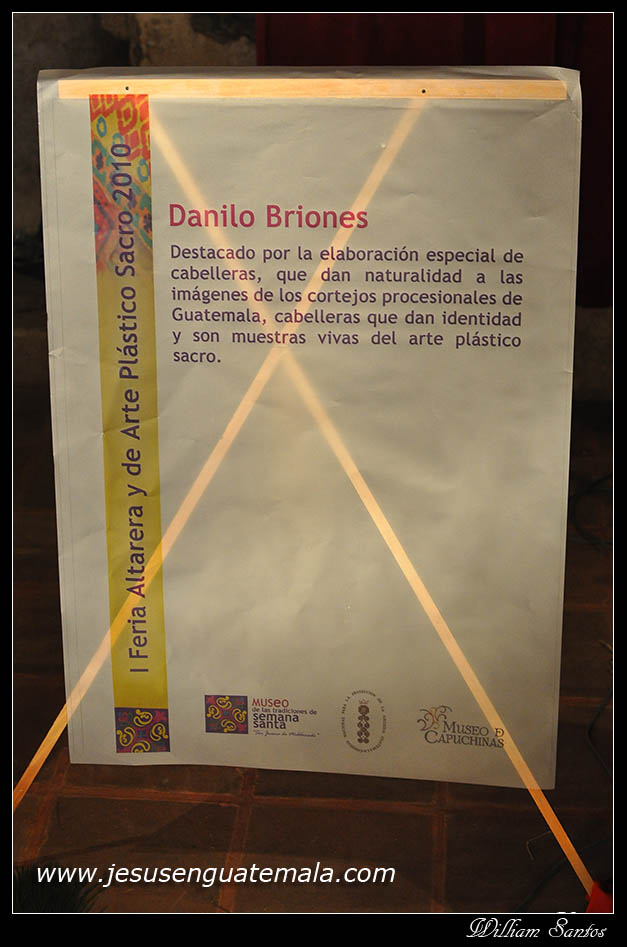 I Feria Altarera y de Arte Plástico Sacro 2010
Danilo Briones
Destacado por la elaboración especial de
cabelleras, que dan naturalidad a las
imágenes de los cortejos procesionales de
Guatemala, cabelleras que dan identidad
y son muestras vivas del arte plástico
sacro.
MUSEO
de las tradiciones de
semana
santa
MUSEO D
CAPUCHINAS
www.jesusenguatemala.com
William Santos